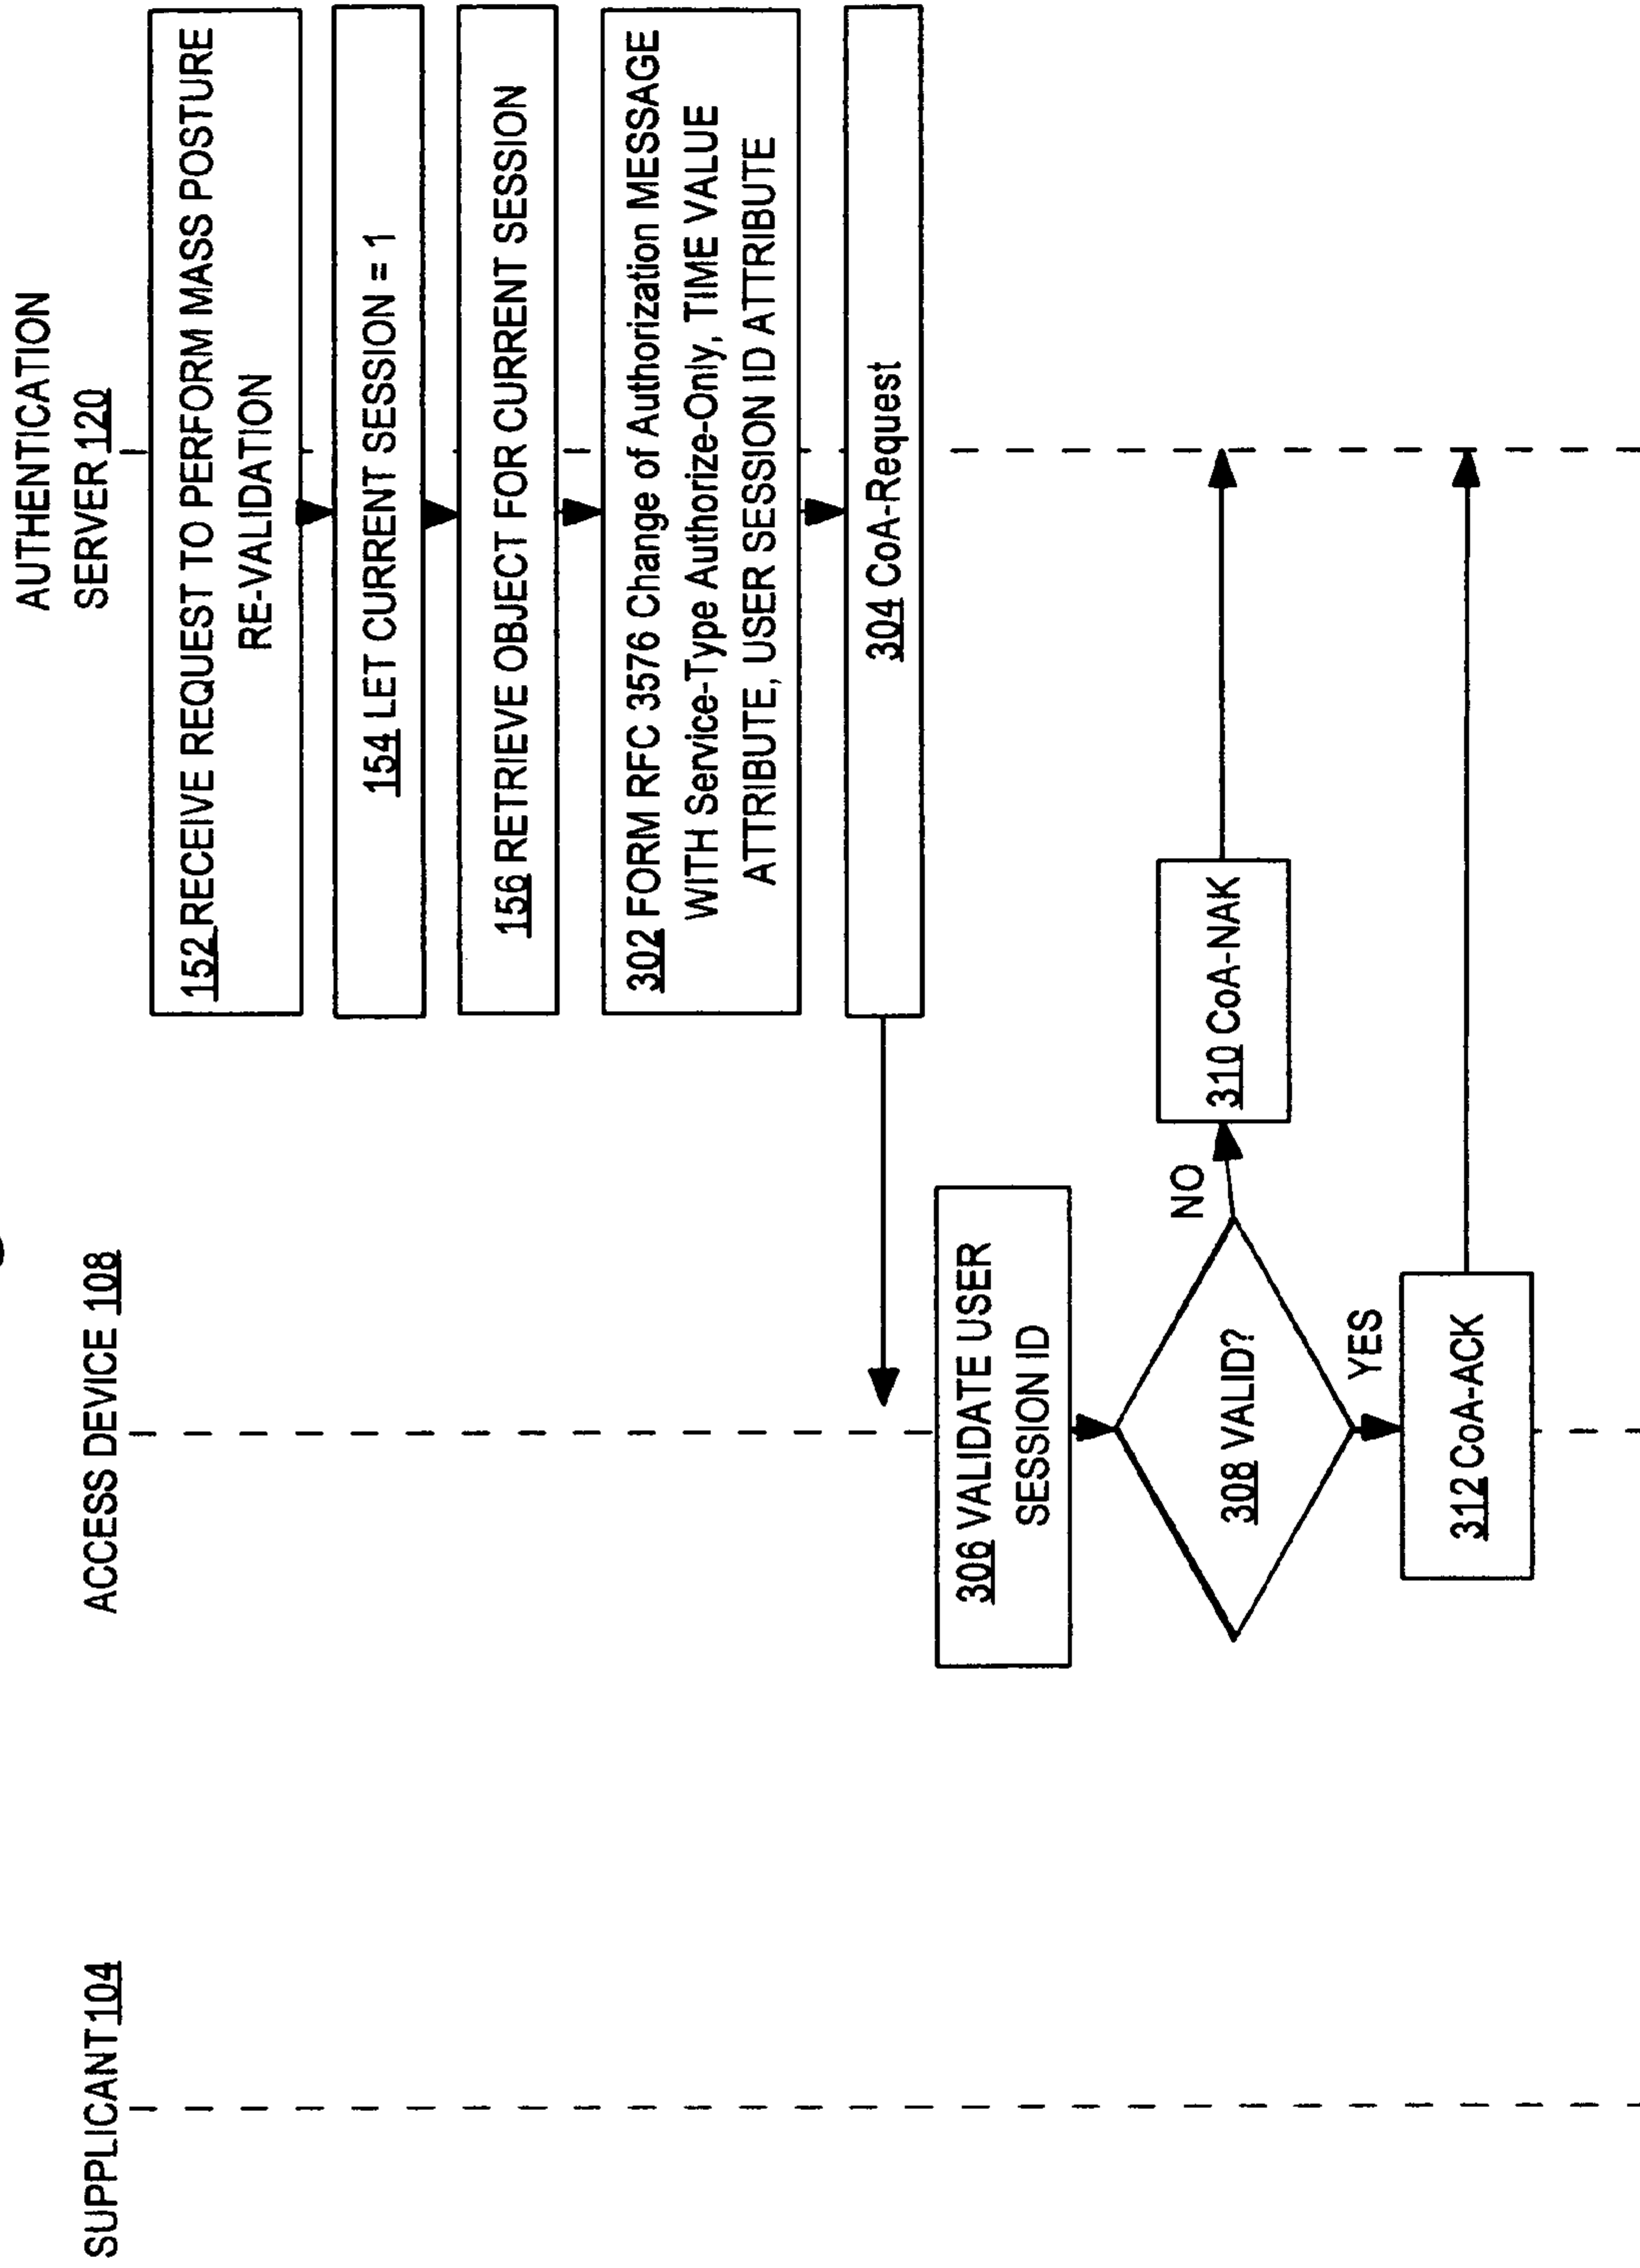 SUPPLICANT 104
ACCESS DEVICE 108
AUTHENTICATION
SERVER 120
152 RECEIVE REQUEST TO PERFORM MASS POSTURE
RE-VALIDATION
154 LET CURRENT SESSION = 1
156 RETRIEVE OBJECT FOR CURRENT SESSION
302 FORM RFC 3576 Change of Authorization MESSAGE
WITH Service-Type Authorize-Only, TIME VALUE
ATTRIBUTE, USER SESSION ID ATTRIBUTE
304 CoA-Request
306 VALIDATE USER
SESSION ID
308 VALID?
NO
310 CoA-NAK
YES
312 CoA-ACK